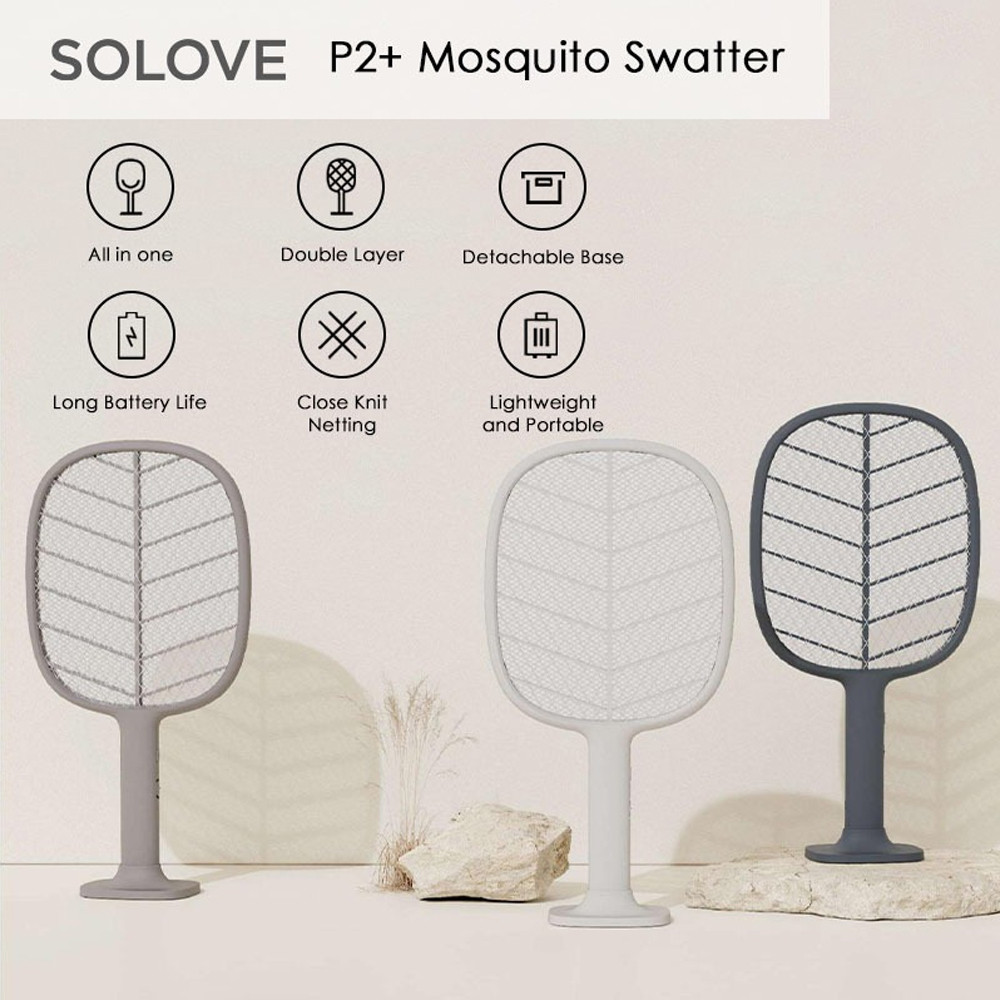 SOLOVE P2+ Mosquito Swatter
All in one
Double Layer
Detachable Base
Long Battery Life
Close Knit
Netting
Lightweight
and Portable